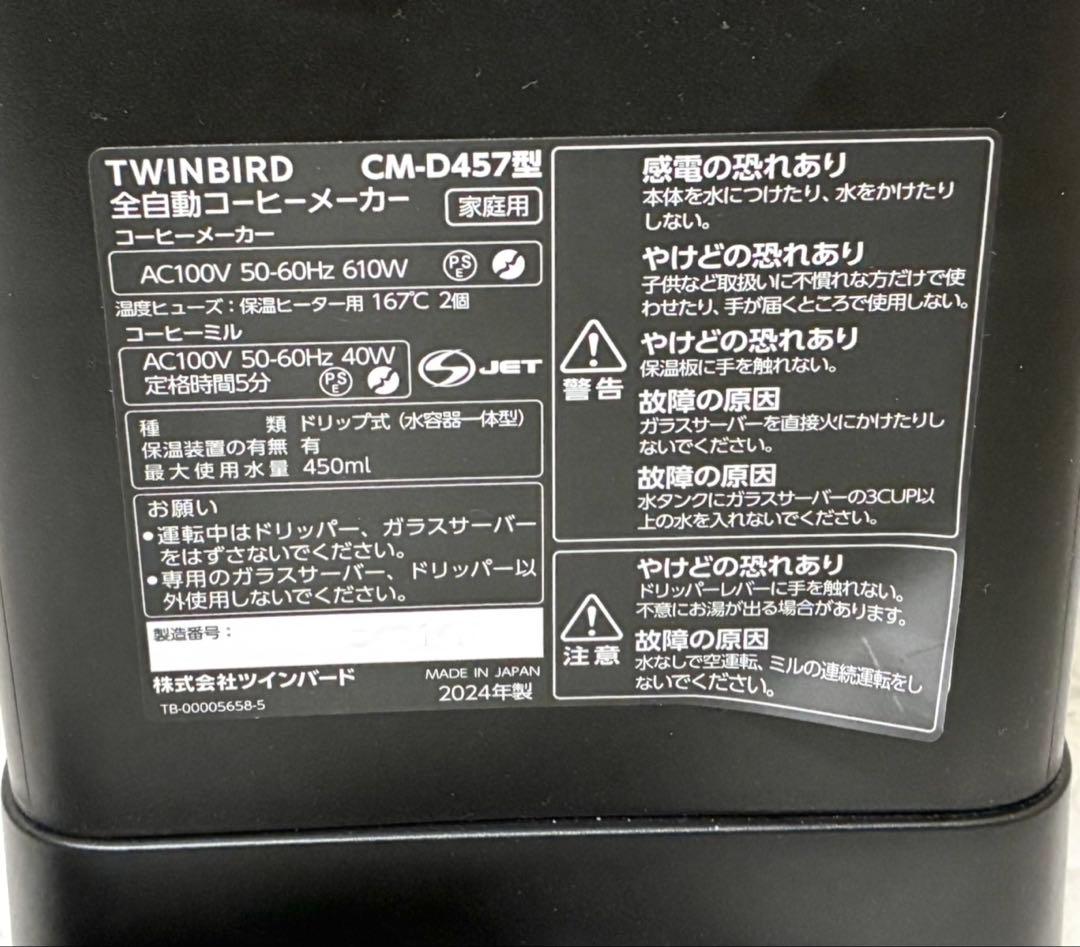 TWINBIRD CM-D457型
全自動コーヒーメーカー 家庭用
コーヒーメーカー
AC100V 50-60Hz 610W PSE
温度ヒューズ：保温ヒーター用 167℃ 2個
コーヒーミル
AC100V 50-60Hz 40W
定格時間5分 PSE
JET
種類 ドリップ式（水容器一体型）
保温装置の有無 有
最大使用水量 450ml
お願い
●運転中はドリッパー、ガラスサーバー
をはずさないでください。
●専用のガラスサーバー、ドリッパー以
外使用しないでください。
製造番号：
株式会社ツインバード
MADE IN JAPAN
2024年製
TB-00005658-5
警告
感電の恐れあり
本体を水につけたり、水をかけたり
しない。
やけどの恐れあり
子供など取扱いに不慣れな方だけで使
わせたり、手が届くところで使用しない。
やけどの恐れあり
保温板に手を触れない。
故障の原因
ガラスサーバーを直接火にかけたりし
ないでください。
故障の原因
水タンクにガラスサーバーの3CUP以
上の水を入れないでください。
注意
やけどの恐れあり
ドリッパーレバーに手を触れない。
不意にお湯が出る場合があります。
故障の原因
水なしで空運転、ミルの連続運転をし
ないでください。